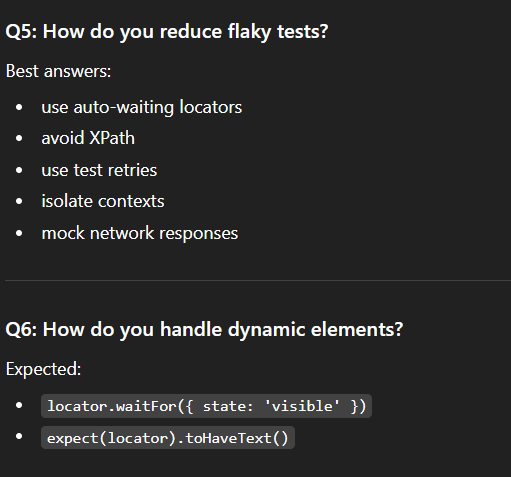 Q5: How do you reduce flaky tests?
Best answers:
• use auto-waiting locators
• avoid XPath
• use test retries
• isolate contexts
• mock network responses
Q6: How do you handle dynamic elements?
Expected:
• locator.waitFor({ state: 'visible' })
• expect(locator).toHaveText()